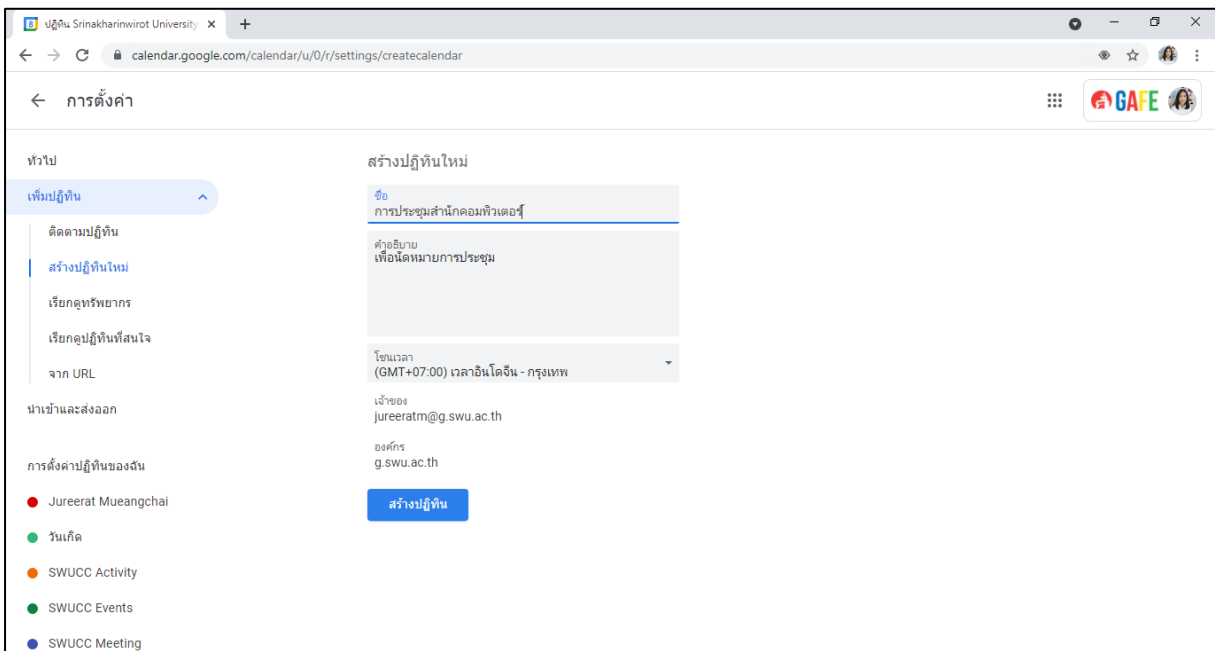 ปฏิทิน Srinakharinwirot University
calendar.google.com/calendar/u/0/r/settings/createcalendar
การตั้งค่า
GAFE
ทั่วไป
เพิ่มปฏิทิน
ติดตามปฏิทิน
สร้างปฏิทินใหม่
เรียกดูทรัพยากร
เรียกดูปฏิทินที่สนใจ
จาก URL
นำเข้าและส่งออก
การตั้งค่าปฏิทินของฉัน
Jureerat Mueangchai
วันเกิด
SWUCC Activity
SWUCC Events
SWUCC Meeting
สร้างปฏิทินใหม่
ชื่อ
การประชุมสำนักคอมพิวเตอร์
คำอธิบาย
เพื่อนัดหมายการประชุม
โซนเวลา
(GMT+07:00) เวลาอินโดจีน - กรุงเทพ
เจ้าของ
jureeratm@g.swu.ac.th
องค์กร
g.swu.ac.th
สร้างปฏิทิน